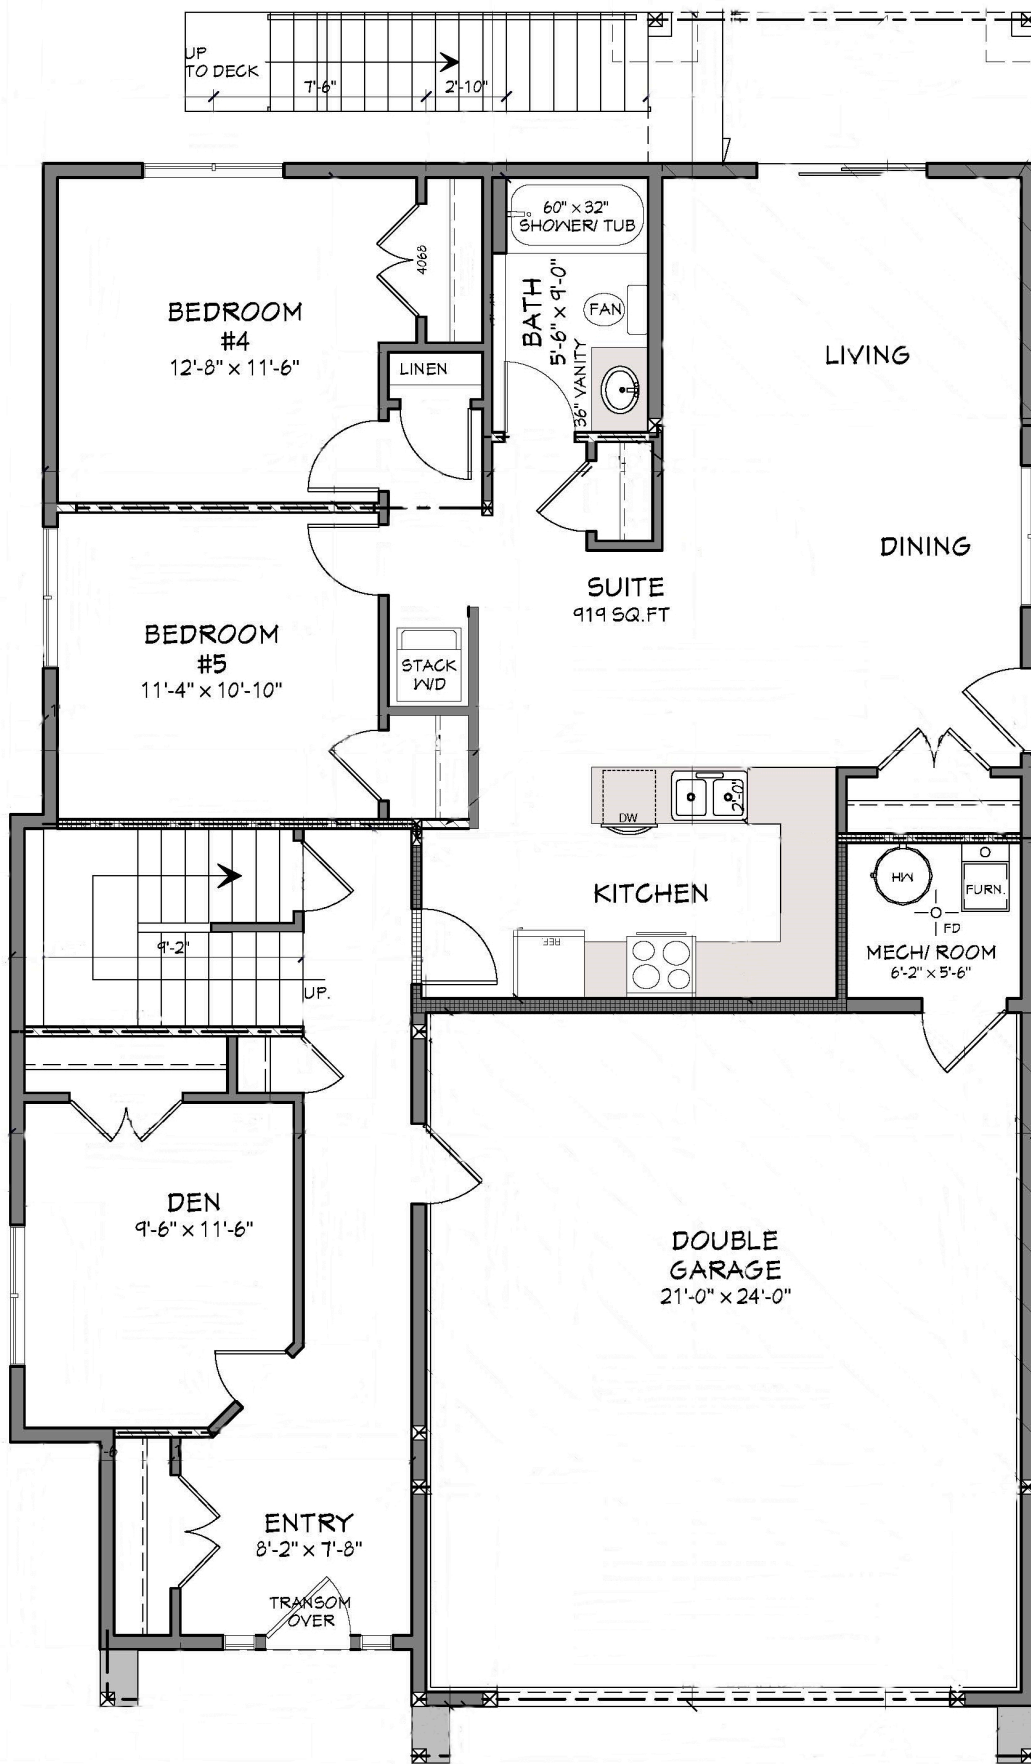 UP
TO DECK
7'-6"
2'-10"
60" x 32"
SHOWER/ TUB
4068
BEDROOM
#4
12'-8" x 11'-6"
LINEN
BATH
5'-6" x 9'-0"
FAN
36" VANITY
LIVING
DINING
SUITE
919 SQ.FT
BEDROOM
#5
11'-4" x 10'-10"
STACK
W/D
DW
2'-0"
KITCHEN
REF.
HW
FURN.
FD
MECH/ ROOM
6'-2" x 5'-6"
9'-2"
UP.
DEN
9'-6" x 11'-6"
DOUBLE
GARAGE
21'-0" x 24'-0"
ENTRY
8'-2" x 7'-8"
TRANSOM
OVER